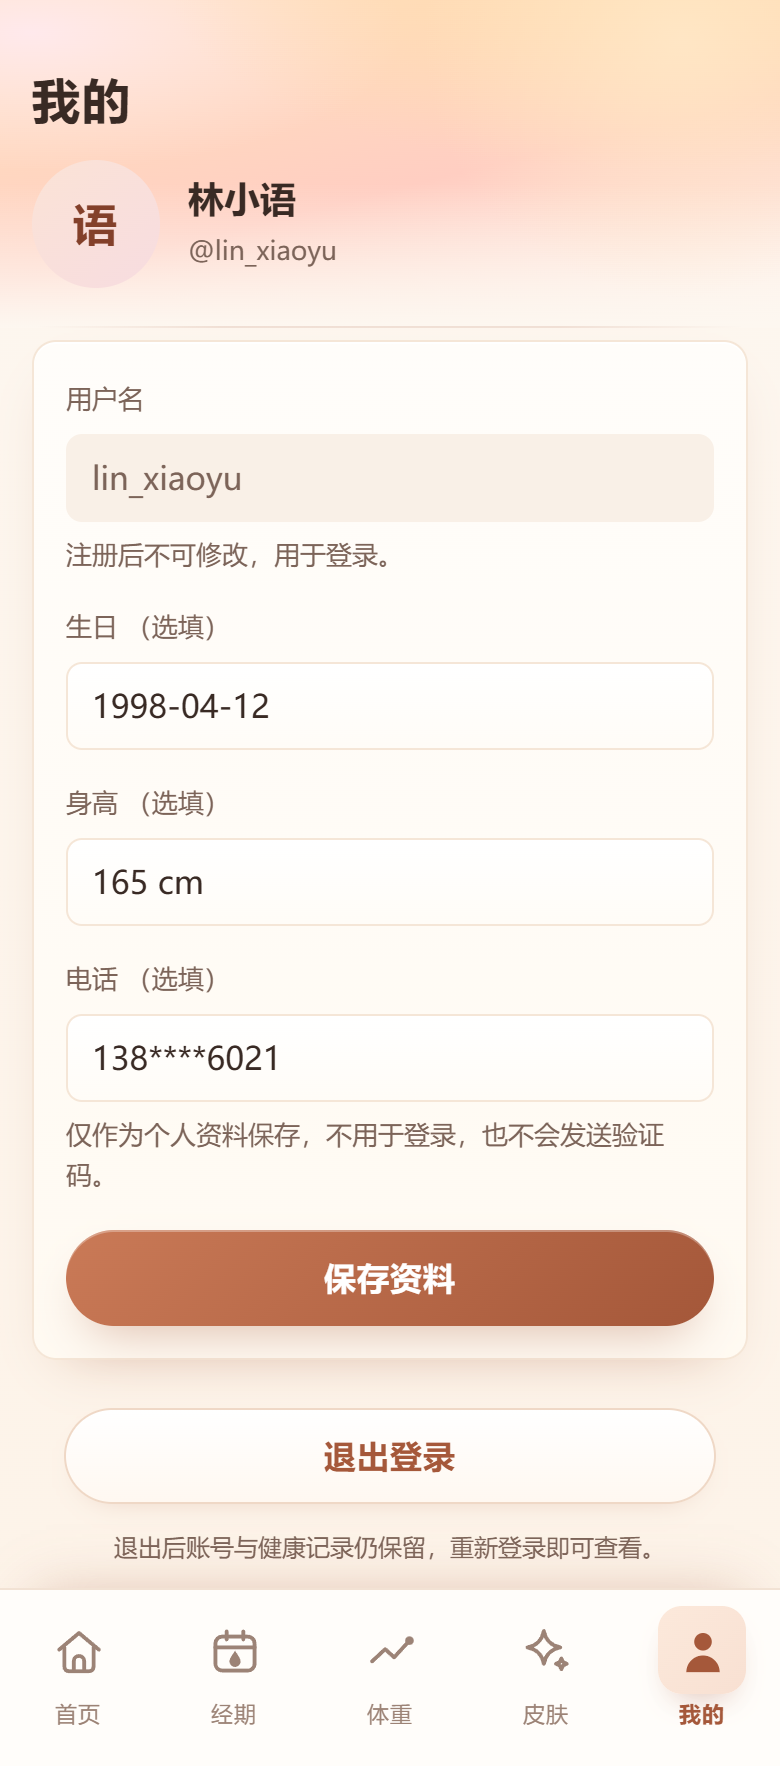 我的
语
林小语
@lin_xiaoyu
用户名
lin_xiaoyu
注册后不可修改，用于登录。
生日 （选填）
1998-04-12
身高 （选填）
165 cm
电话 （选填）
138****6021
仅作为个人资料保存，不用于登录，也不会发送验证
码。
保存资料
退出登录
退出后账号与健康记录仍保留，重新登录即可查看。
首页 经期 体重 皮肤 我的